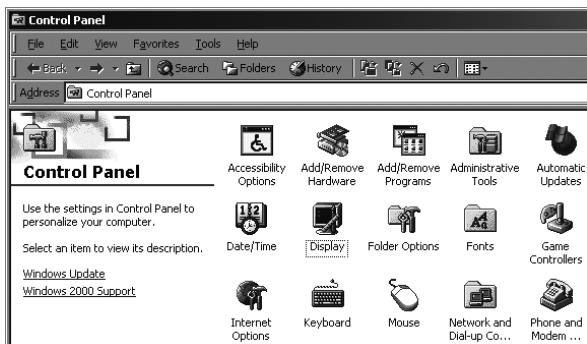 Control Panel
File Edit View Favorites Tools Help
Back Search Folders History
Address Control Panel
Control Panel
Use the settings in Control Panel to
personalize your computer.
Select an item to view its description.
Windows Update
Windows 2000 Support
Accessibility Options
Add/Remove Hardware
Add/Remove Programs
Administrative Tools
Automatic Updates
12
Date/Time
Display
Folder Options
Fonts
Game Controllers
Internet Options
Keyboard
Mouse
Network and Dial-up Co...
Phone and Modem ...